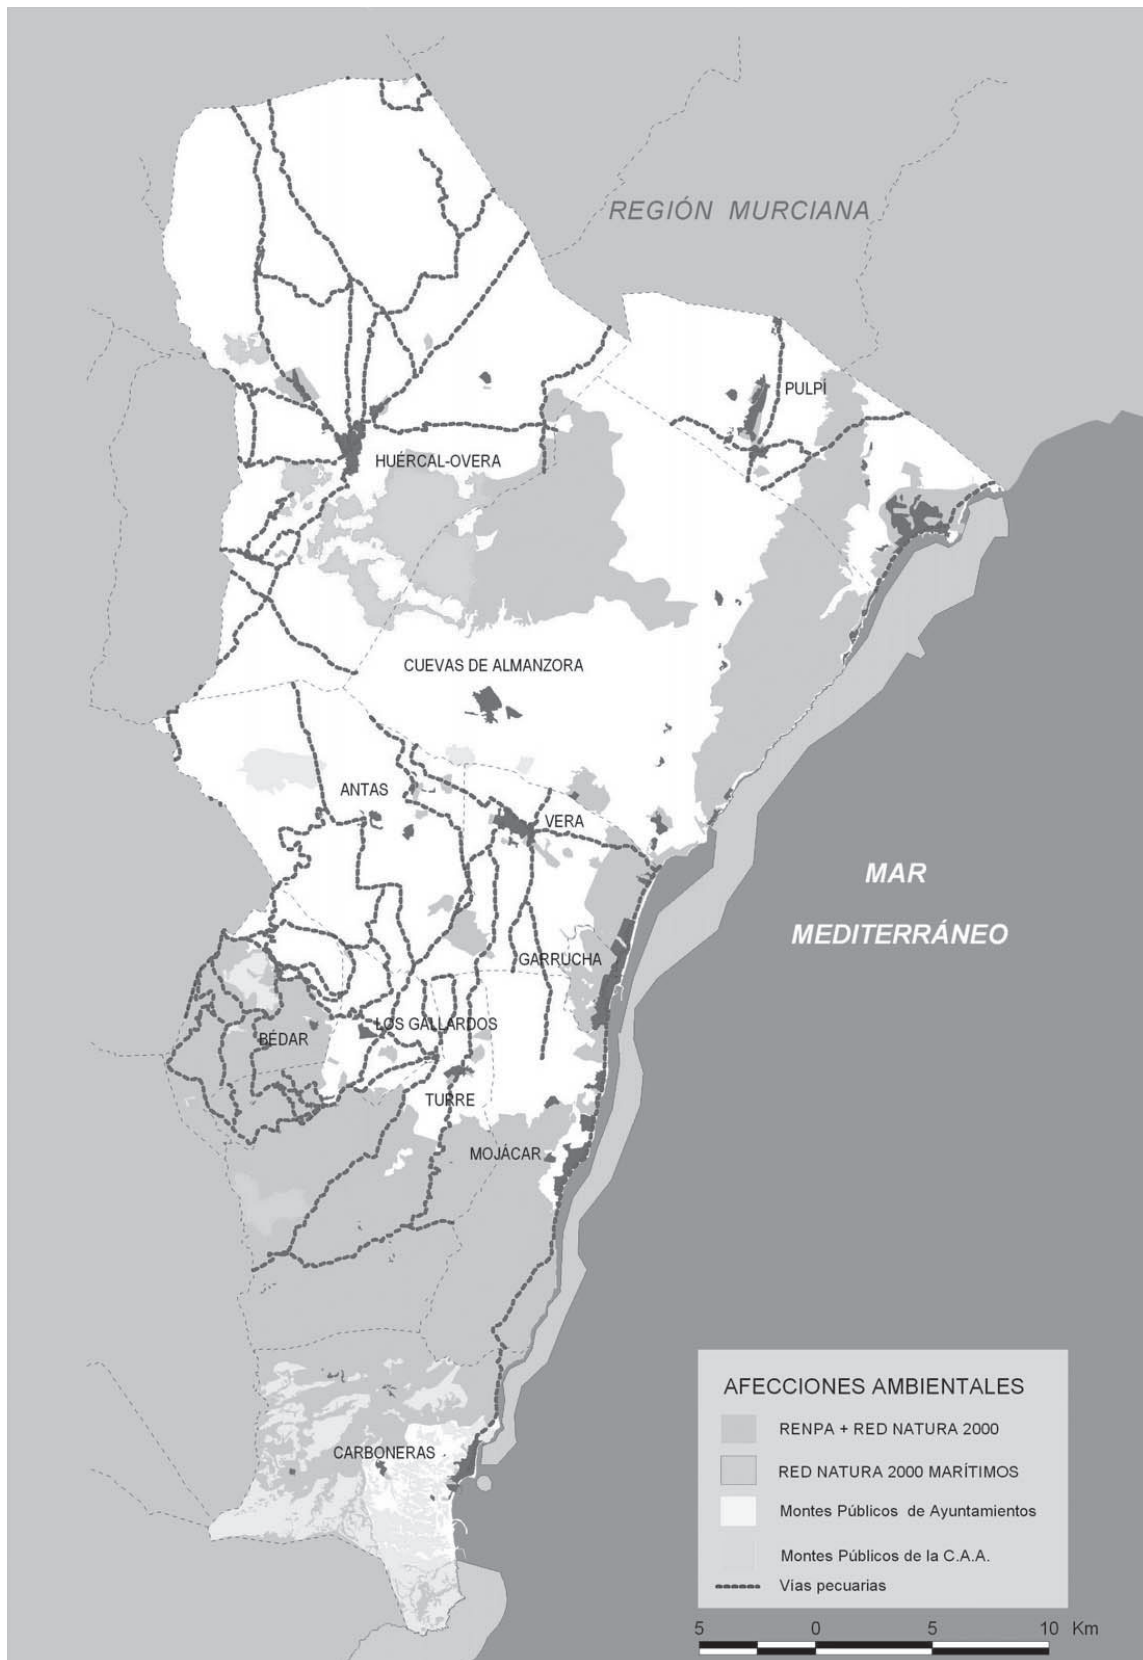 REGIÓN MURCIANA
PULPÍ
HUÉRCAL-OVERA
CUEVAS DE ALMANZORA
ANTAS
VERA
MAR
MEDITERRÁNEO
GARRUCHA
LOS GALLARDOS
BÉDAR
TURRE
MOJÁCAR
CARBONERAS
AFECCIONES AMBIENTALES
RENPA + RED NATURA 2000
RED NATURA 2000 MARÍTIMOS
Montes Públicos de Ayuntamientos
Montes Públicos de la C.A.A.
Vías pecuarias
5 0 5 10 Km